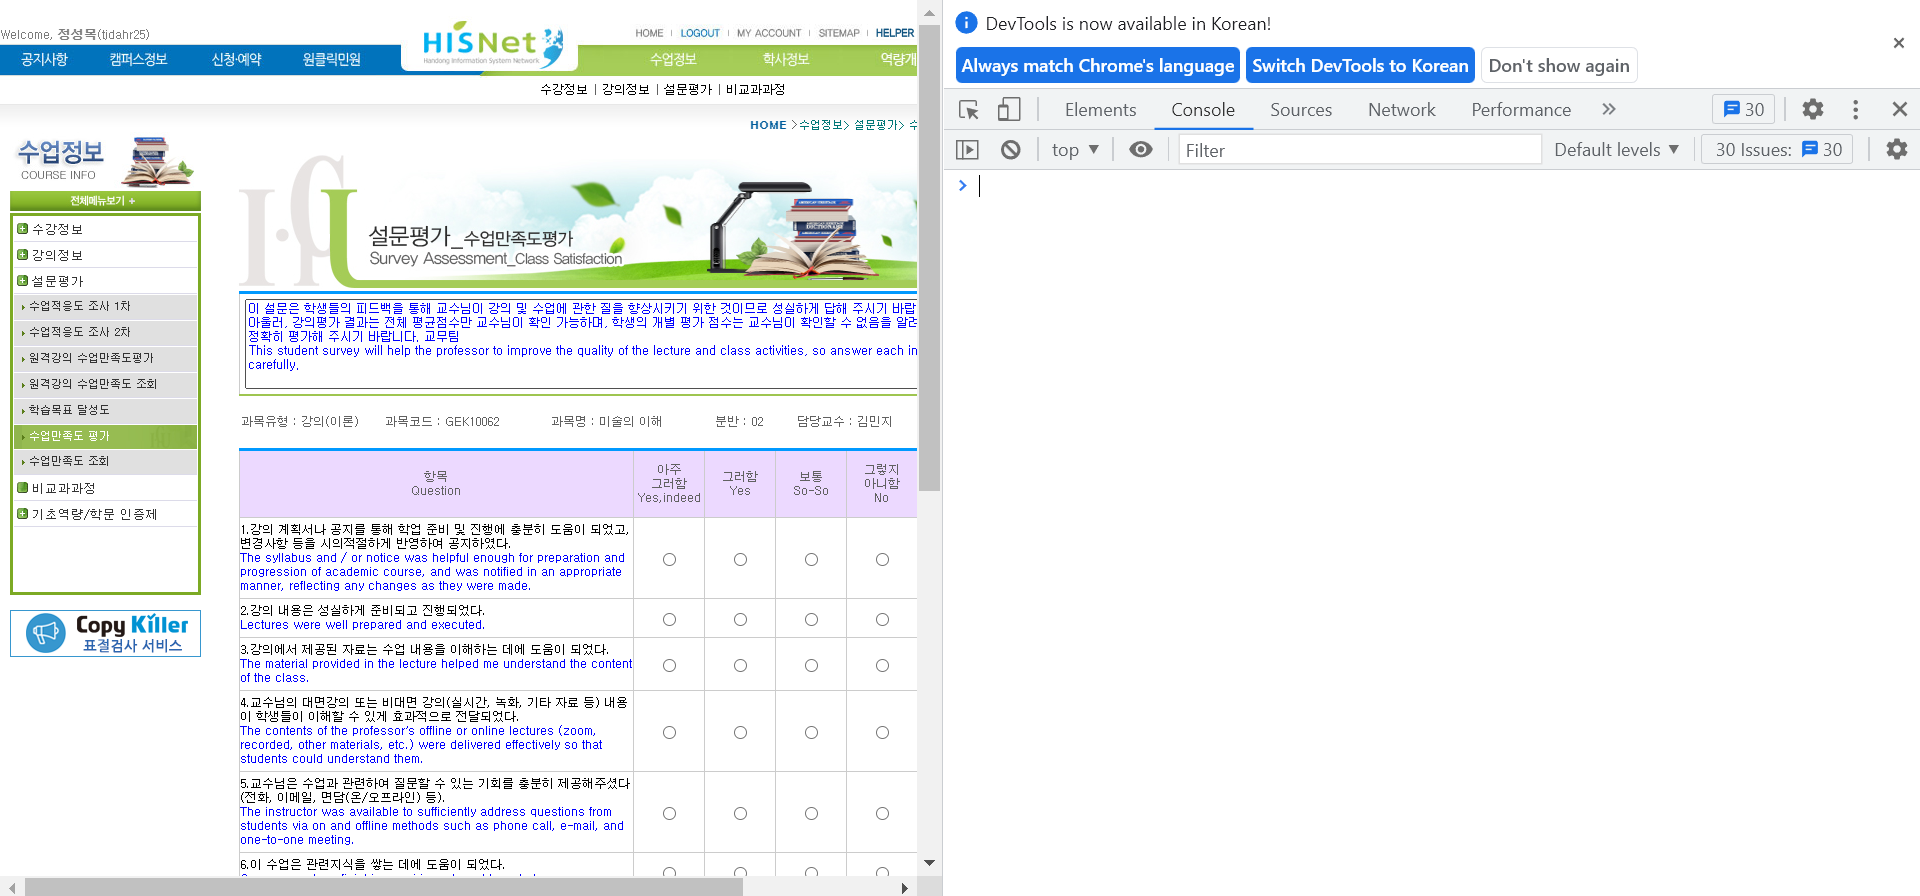 Welcome, 정성목(tjdahr25)
HISNet
Handong Information System Network
HOME | LOGOUT | MY ACCOUNT | SITEMAP | HELPER
공지사항 캠퍼스정보 신청·예약 원클릭민원 수업정보 학사정보 역량개
수강정보 | 강의정보 | 설문평가 | 비교과과정
HOME >수업정보> 설문평가> 수
수업정보
COURSE INFO
전체메뉴보기 +
수강정보
강의정보
설문평가
수업적응도 조사 1차
수업적응도 조사 2차
원격강의 수업만족도평가
원격강의 수업만족도 조회
학습목표 달성도
수업만족도 평가
수업만족도 조회
비교과과정
기초역량/학문 인증제
Copy Killer
표절검사 서비스
설문평가_수업만족도평가
Survey Assessment_Class Satisfaction
이 설문은 학생들의 피드백을 통해 교수님이 강의 및 수업에 관한 질을 향상시키기 위한 것이므로 성실하게 답해 주시기 바랍
아울러, 강의평가 결과는 전체 평균점수만 교수님이 확인 가능하며, 학생의 개별 평가 점수는 교수님이 확인할 수 없음을 알려
정확히 평가해 주시기 바랍니다. 교무팀
This student survey will help the professor to improve the quality of the lecture and class activities, so answer each in
carefully.
과목유형 : 강의(이론) 과목코드 : GEK10062 과목명 : 미술의 이해 분반 : 02 담당교수 : 김민지
항목
Question
아주
그러함
Yes,indeed
그러함
Yes
보통
So-So
그렇지
아니함
No
1.강의 계획서나 공지를 통해 학업 준비 및 진행에 충분히 도움이 되었고,
변경사항 등을 시의적절하게 반영하여 공지하였다.
The syllabus and / or notice was helpful enough for preparation and
progression of academic course, and was notified in an appropriate
manner, reflecting any changes as they were made.
2.강의 내용은 성실하게 준비되고 진행되었다.
Lectures were well prepared and executed.
3.강의에서 제공된 자료는 수업 내용을 이해하는 데에 도움이 되었다.
The material provided in the lecture helped me understand the content
of the class.
4.교수님의 대면강의 또는 비대면 강의(실시간, 녹화, 기타 자료 등) 내용
이 학생들이 이해할 수 있게 효과적으로 전달되었다.
The contents of the professor's offline or online lectures (zoom,
recorded, other materials, etc.) were delivered effectively so that
students could understand them.
5.교수님은 수업과 관련하여 질문할 수 있는 기회를 충분히 제공해주셨다
(전화, 이메일, 면담(온/오프라인) 등).
The instructor was available to sufficiently address questions from
students via on and offline methods such as phone call, e-mail, and
one-to-one meeting.
6.이 수업은 관련지식을 쌓는 데에 도움이 되었다.
DevTools is now available in Korean!
Always match Chrome's language Switch DevTools to Korean Don't show again
Elements Console Sources Network Performance 30
top Filter Default levels 30 Issues: 30